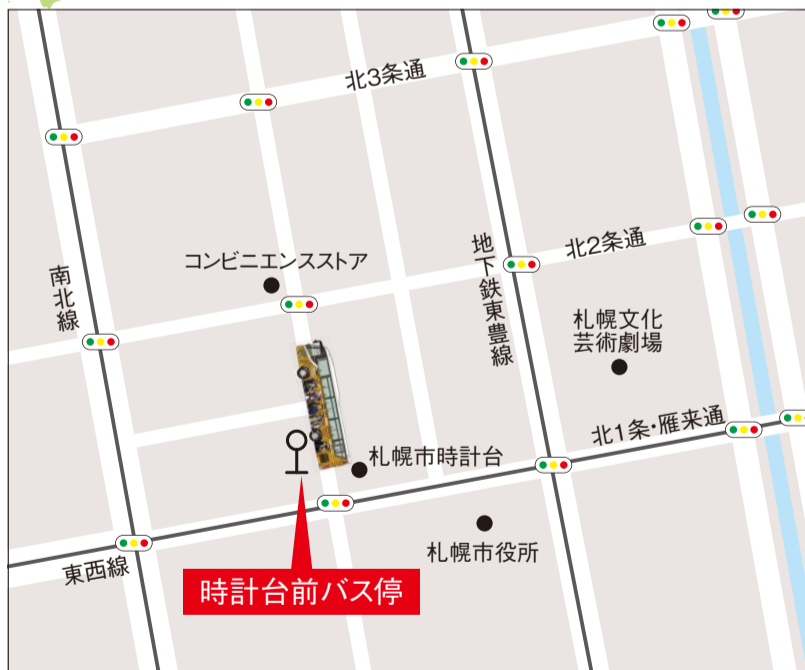 北3条通
地下鉄東豊線
北2条通
コンビニエンスストア
南北線
札幌文化
芸術劇場
北1条・雁来通
札幌市時計台
札幌市役所
東西線
時計台前バス停